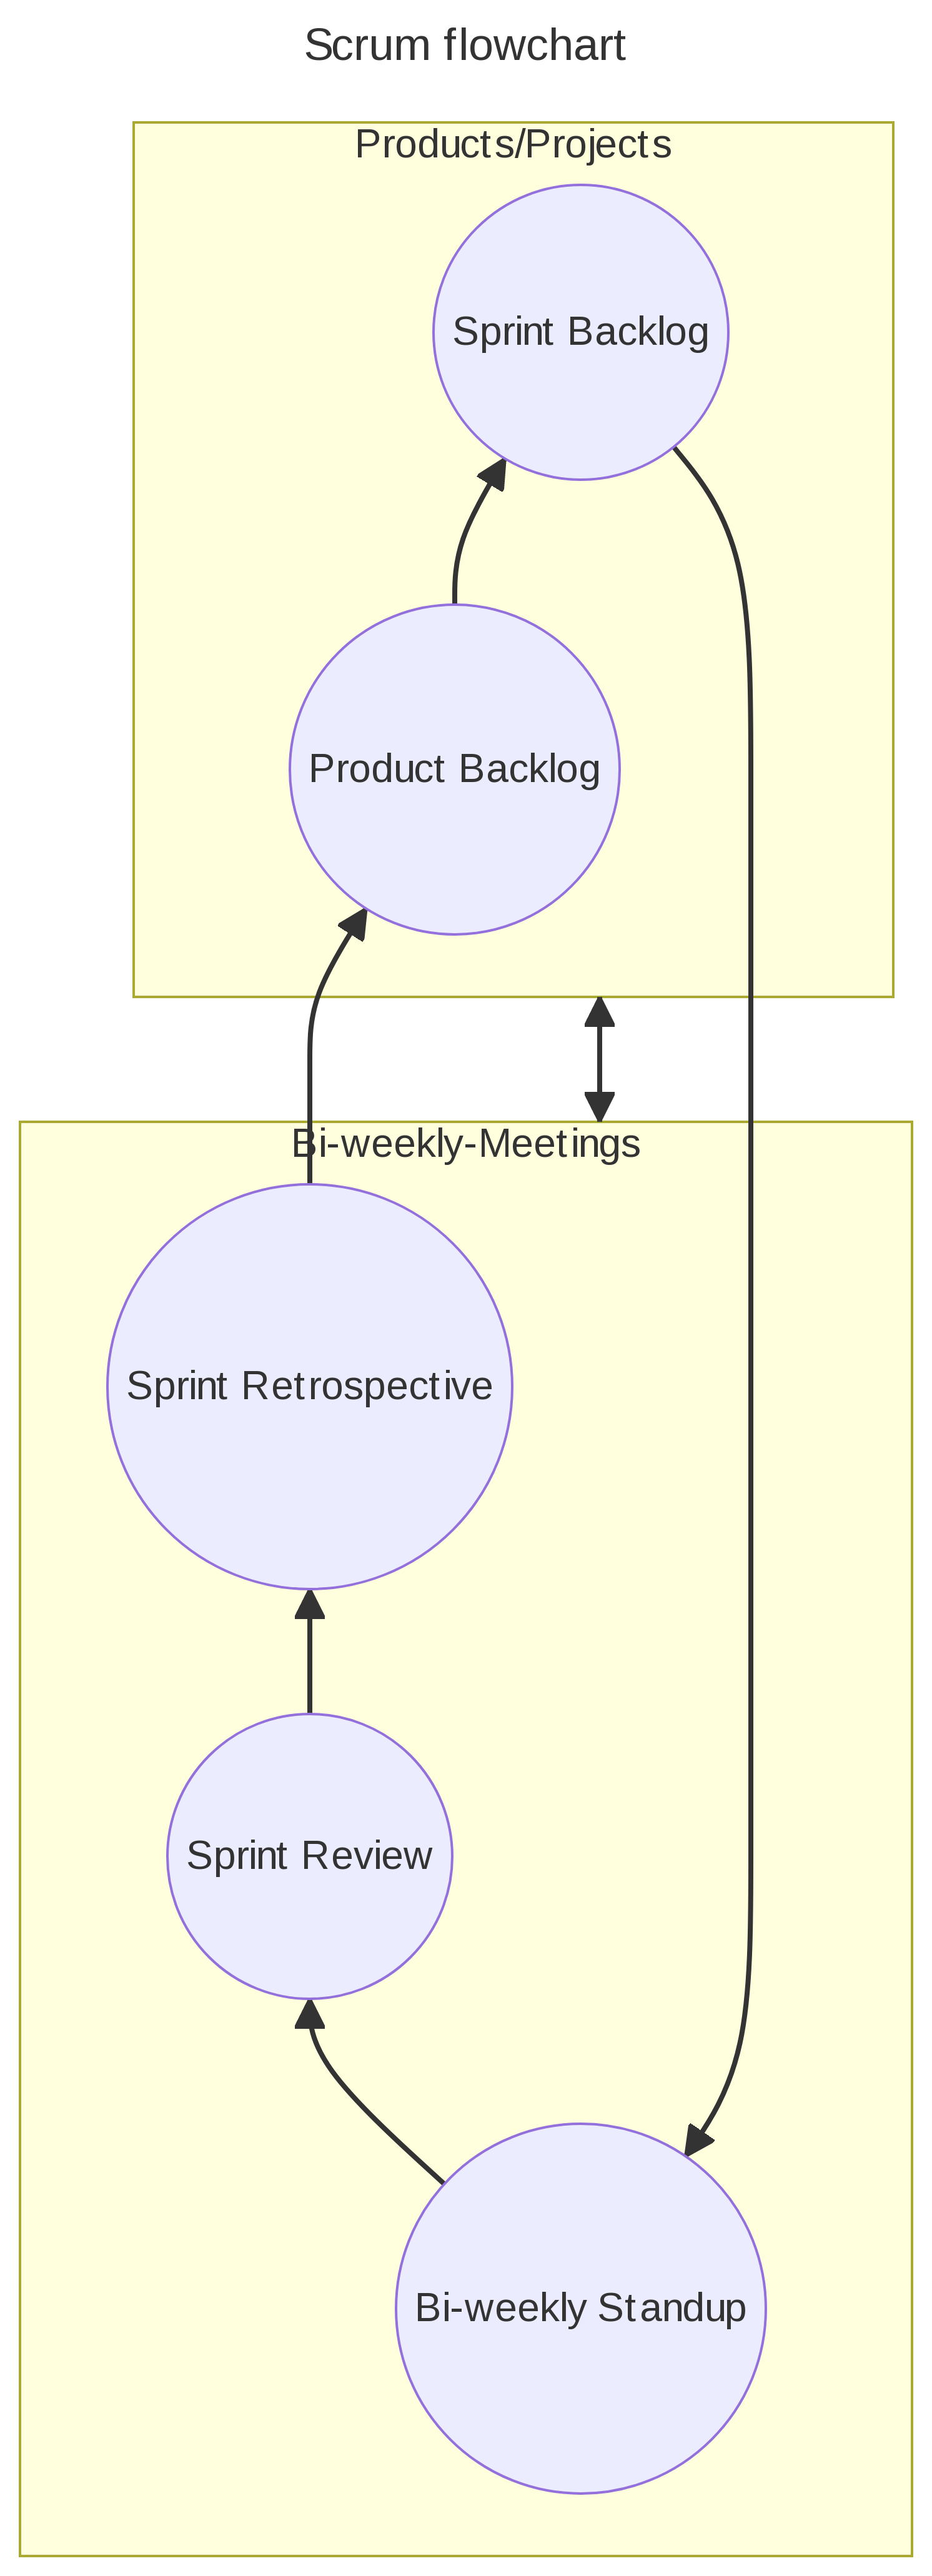 Scrum flowchart
Products/Projects
Sprint Backlog
Product Backlog
Bi-weekly-Meetings
Sprint Retrospective
Sprint Review
Bi-weekly Standup